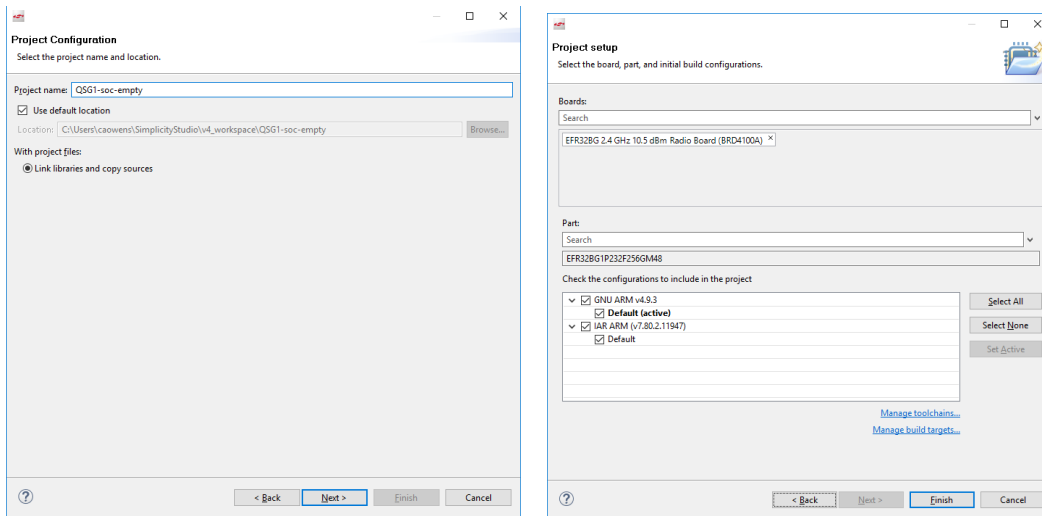 Project Configuration
Select the project name and location.
Project name: QSG1-soc-empty
Use default location
Location: C:\Users\caowens\SimplicityStudio\v4_workspace\QSG1-soc-empty Browse...
With project files:
Link libraries and copy sources
? < Back Next > Finish Cancel
Project setup
Select the board, part, and initial build configurations.
Boards:
Search
EFR32BG 2.4 GHz 10.5 dBm Radio Board (BRD4100A) ×
Part:
Search
EFR32BG1P232F256GM48
Check the configurations to include in the project
GNU ARM v4.9.3 Select All
Default (active)
IAR ARM (v7.80.2.11947) Select None
Default
Set Active
Manage toolchains...
Manage build targets...
? < Back Next > Finish Cancel